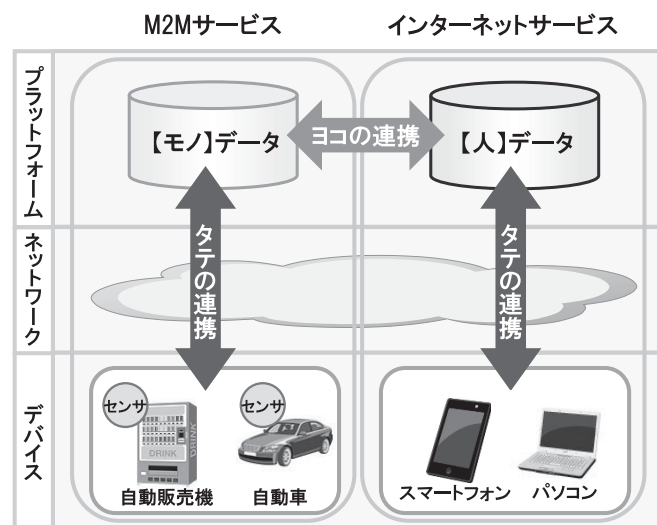 M2Mサービス
インターネットサービス
プラットフォーム
【モノ】データ
ヨコの連携
【人】データ
タテの連携
タテの連携
ネットワーク
デバイス
センサ
センサ
DRINK
DRINK
自動販売機
自動車
スマートフォン
パソコン